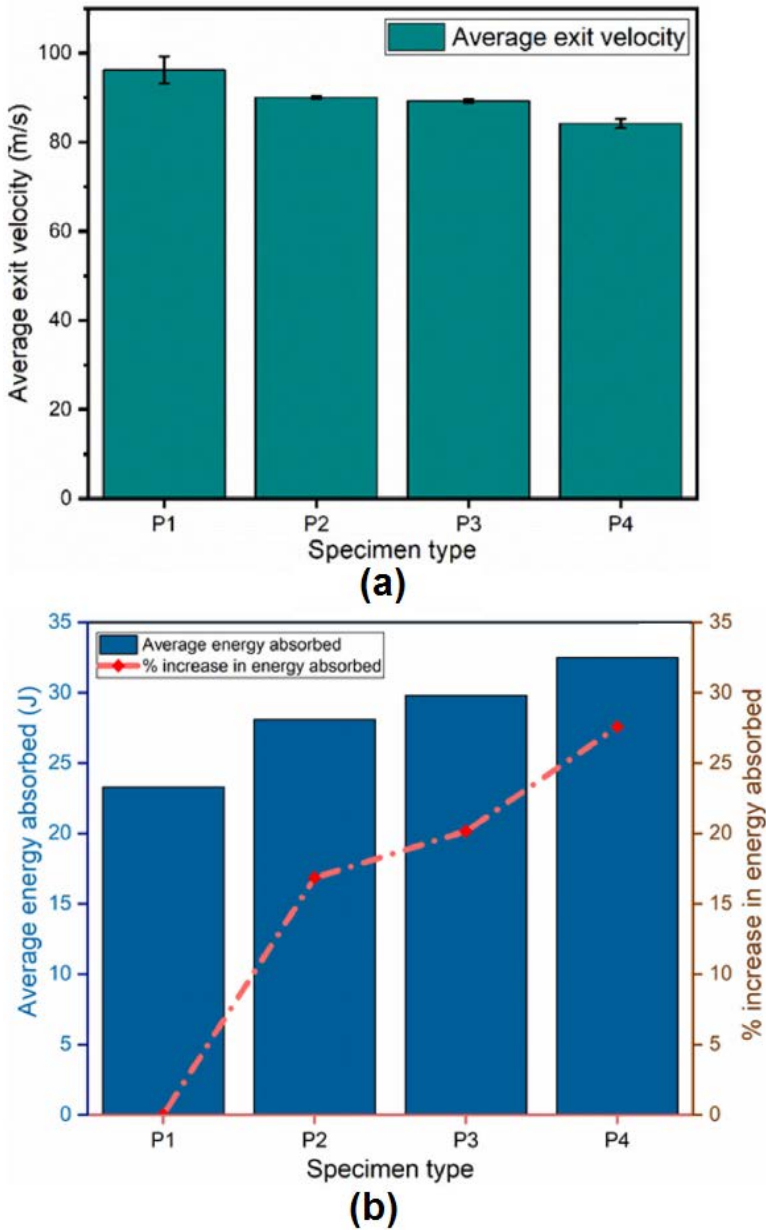 Average exit velocity (m̄/s)
100
80
60
40
20
0
Average exit velocity
P1 P2 P3 P4
Specimen type
(a)
Average energy absorbed (J)
35
30
25
20
15
10
5
0
Average energy absorbed
% increase in energy absorbed
35
30
25
20
15
10
5
0
% increase in energy absorbed
P1 P2 P3 P4
Specimen type
(b)